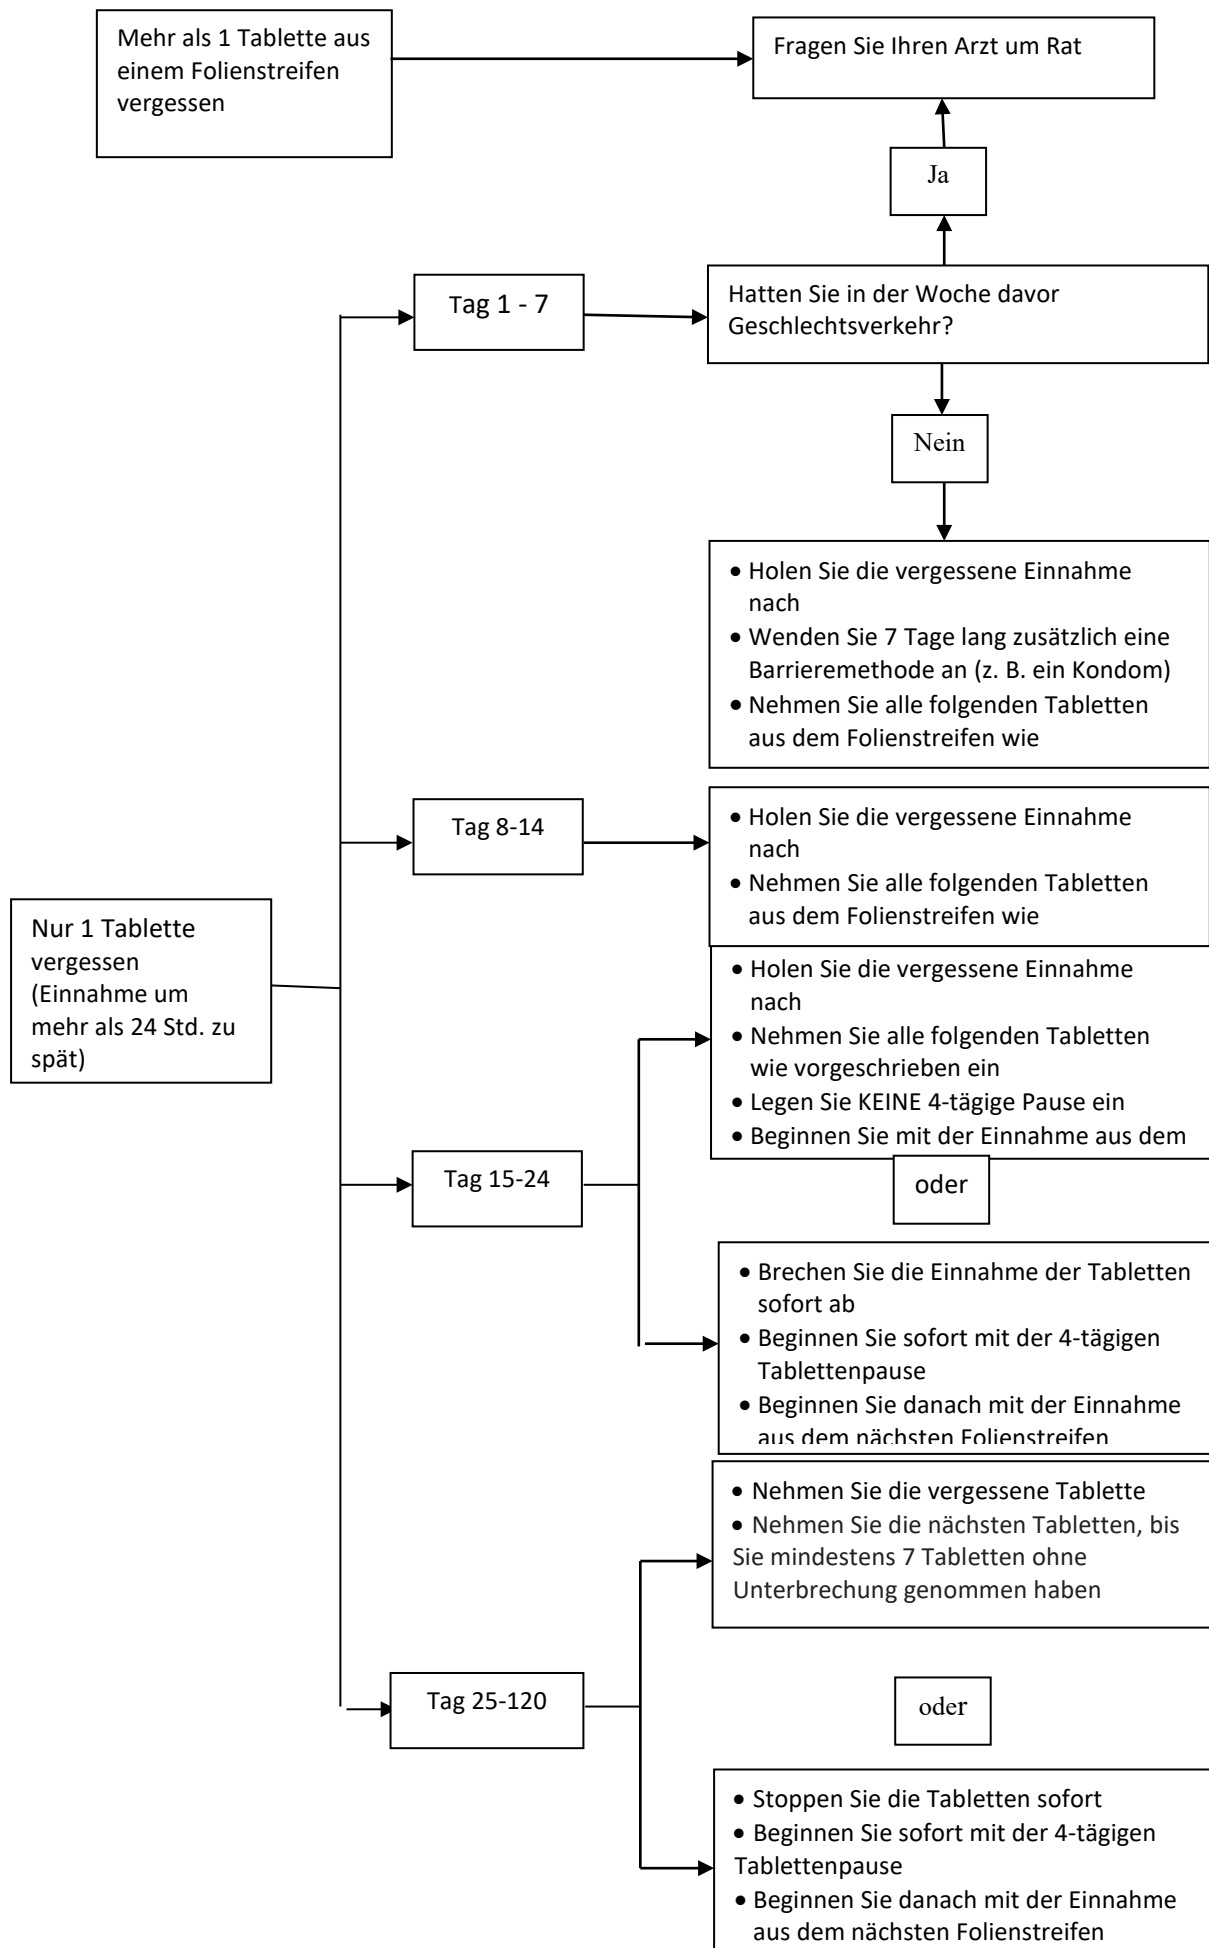 Mehr als 1 Tablette aus
einem Folienstreifen
vergessen
Fragen Sie Ihren Arzt um Rat
Ja
Tag 1 - 7
Hatten Sie in der Woche davor
Geschlechtsverkehr?
Nein
• Holen Sie die vergessene Einnahme
nach
• Wenden Sie 7 Tage lang zusätzlich eine
Barrieremethode an (z. B. ein Kondom)
• Nehmen Sie alle folgenden Tabletten
aus dem Folienstreifen wie
Tag 8-14
• Holen Sie die vergessene Einnahme
nach
• Nehmen Sie alle folgenden Tabletten
aus dem Folienstreifen wie
Nur 1 Tablette
vergessen
(Einnahme um
mehr als 24 Std. zu
spät)
• Holen Sie die vergessene Einnahme
nach
• Nehmen Sie alle folgenden Tabletten
wie vorgeschrieben ein
• Legen Sie KEINE 4-tägige Pause ein
• Beginnen Sie mit der Einnahme aus dem
Tag 15-24
oder
• Brechen Sie die Einnahme der Tabletten
sofort ab
• Beginnen Sie sofort mit der 4-tägigen
Tablettenpause
• Beginnen Sie danach mit der Einnahme
aus dem nächsten Folienstreifen
• Nehmen Sie die vergessene Tablette
• Nehmen Sie die nächsten Tabletten, bis
Sie mindestens 7 Tabletten ohne
Unterbrechung genommen haben
Tag 25-120
oder
• Stoppen Sie die Tabletten sofort
• Beginnen Sie sofort mit der 4-tägigen
Tablettenpause
• Beginnen Sie danach mit der Einnahme
aus dem nächsten Folienstreifen